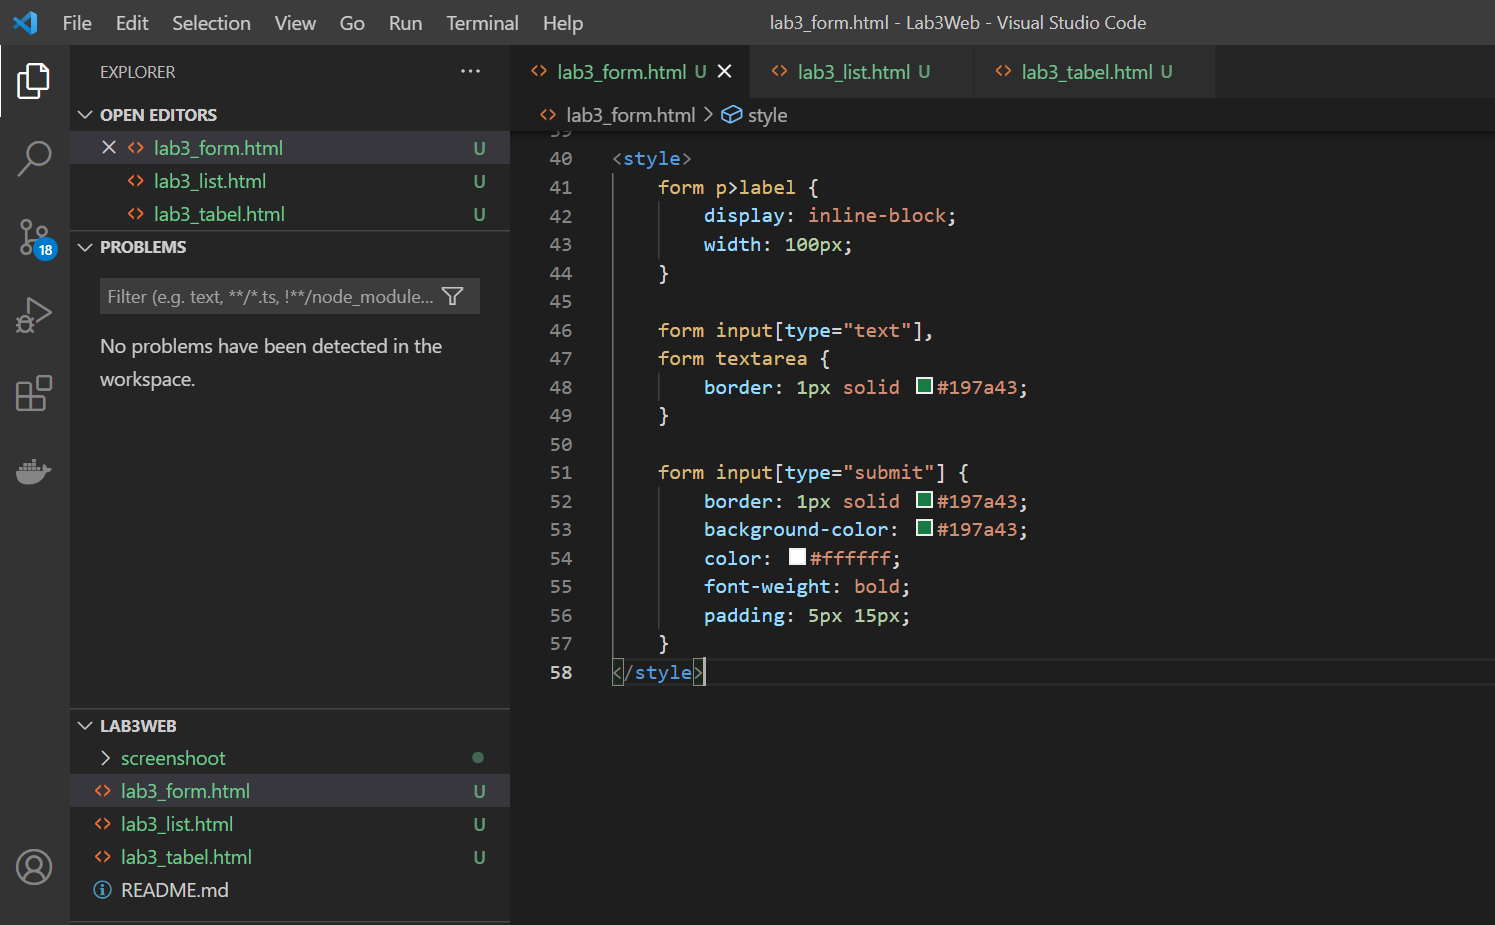 File Edit Selection View Go Run Terminal Help lab3_form.html - Lab3Web - Visual Studio Code
EXPLORER ···
OPEN EDITORS
lab3_form.html U
lab3_list.html U
lab3_tabel.html U
18
PROBLEMS
Filter (e.g. text, **/*.ts, !**/node_module...
No problems have been detected in the
workspace.
LAB3WEB
screenshoot
lab3_form.html U
lab3_list.html U
lab3_tabel.html U
README.md
lab3_form.html U lab3_list.html U lab3_tabel.html U
lab3_form.html > style
39
40 <style>
41     form p>label {
42         display: inline-block;
43         width: 100px;
44     }
45
46     form input[type="text"],
47     form textarea {
48         border: 1px solid #197a43;
49     }
50
51     form input[type="submit"] {
52         border: 1px solid #197a43;
53         background-color: #197a43;
54         color: #ffffff;
55         font-weight: bold;
56         padding: 5px 15px;
57     }
58 </style>